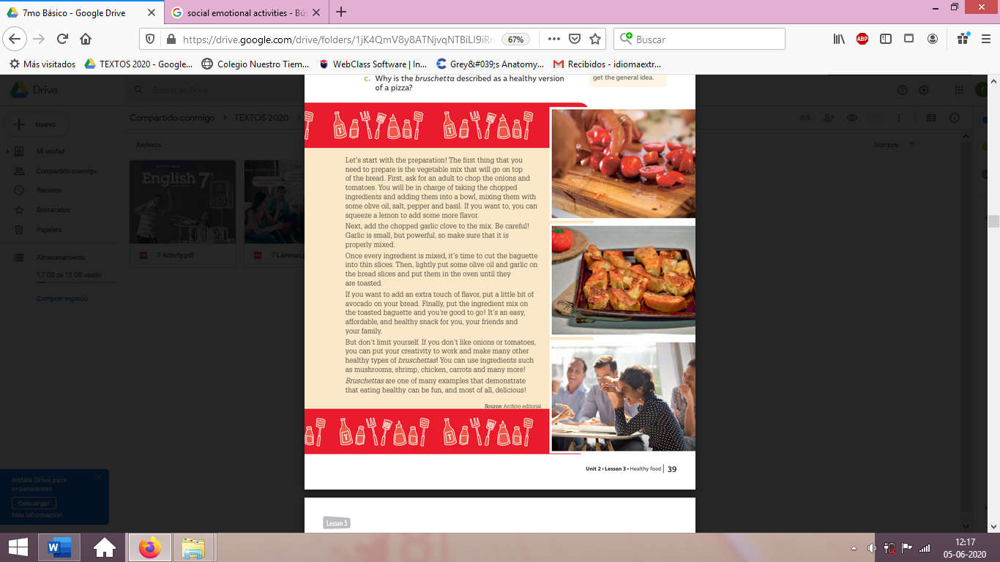 7mo Básico - Google Drive
social emotional activities - Bús
https://drive.google.com/drive/folders/1jK4QmV8y8ATNjvqNTBiLI9iRm
67%
Buscar
Más visitados
TEXTOS 2020 - Google...
Colegio Nuestro Tiem...
WebClass Software | In...
Grey&#039;s Anatomy...
Recibidos - idiomaextr...
c. Why is the bruschetta described as a healthy version
of a pizza?
get the general idea.
Drive
Buscar en Drive
Nuevo
Compartido conmigo
TEXTOS 2020
Nombre
Mi unidad
Compartido conmigo
Reciente
Destacados
Papelera
Almacenamiento
1,7 GB de 15 GB usado
Comprar espacio
Archivos
English 7°
7 Activity.pdf
7 Láminas.p
Let's start with the preparation! The first thing that you
need to prepare is the vegetable mix that will go on top
of the bread. First, ask for an adult to chop the onions and
tomatoes. You will be in charge of taking the chopped
ingredients and adding them into a bowl, mixing them with
some olive oil, salt, pepper and basil. If you want to, you can
squeeze a lemon to add some more flavor.
Next, add the chopped garlic clove to the mix. Be careful!
Garlic is small, but powerful, so make sure that it is
properly mixed.
Once every ingredient is mixed, it's time to cut the baguette
into thin slices. Then, lightly put some olive oil and garlic on
the bread slices and put them in the oven until they
are toasted.
If you want to add an extra touch of flavor, put a little bit of
avocado on your bread. Finally, put the ingredient mix on
the toasted baguette and you're good to go! It's an easy,
affordable, and healthy snack for you, your friends and
your family.
But don't limit yourself. If you don't like onions or tomatoes,
you can put your creativity to work and make many other
healthy types of bruschettas! You can use ingredients such
as mushrooms, shrimp, chicken, carrots and many more!
Bruschettas are one of many examples that demonstrate
that eating healthy can be fun, and most of all, delicious!
Source: Archivo editorial.
Unit 2 • Lesson 3 • Healthy food
39
Instala Drive para
ordenadores
Descargar
Más información
Lesson 3
12:17
05-06-2020